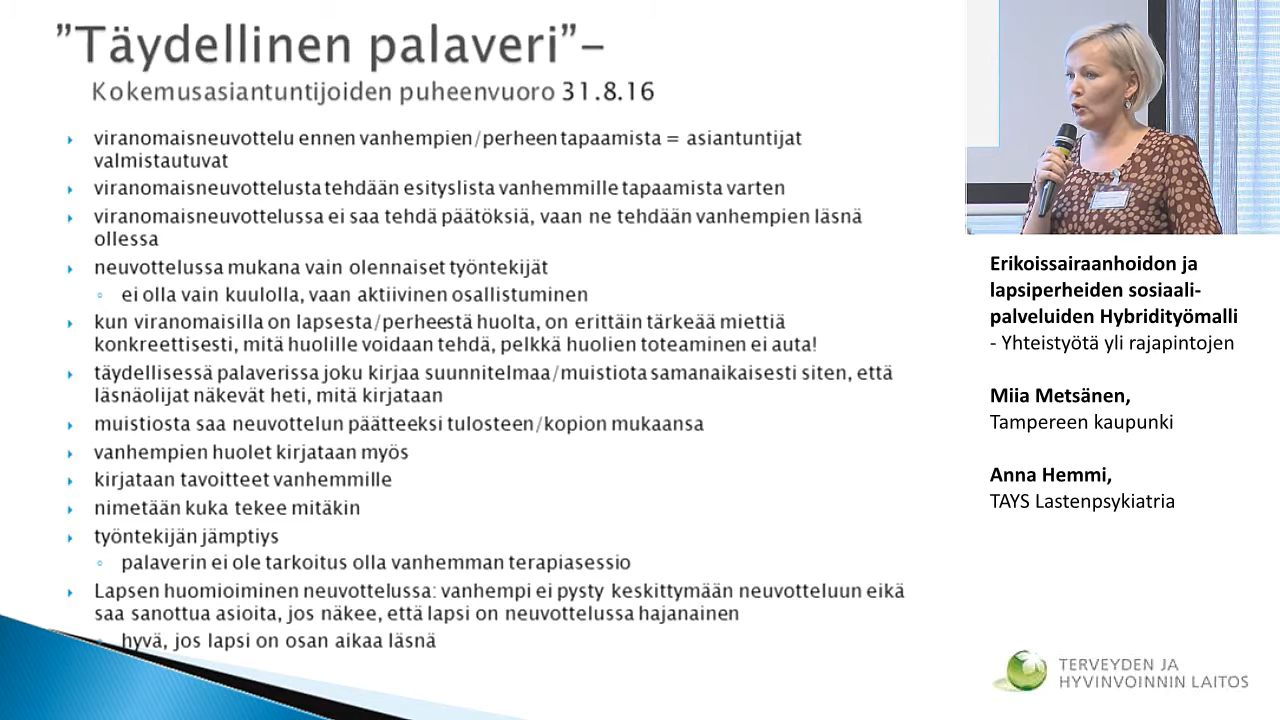 ”Täydellinen palaveri”–
Kokemusasiantuntijoiden puheenvuoro 31.8.16
viranomaisneuvottelu ennen vanhempien/perheen tapaamista = asiantuntijat
valmistautuvat
viranomaisneuvottelusta tehdään esityslista vanhemmille tapaamista varten
viranomaisneuvottelussa ei saa tehdä päätöksiä, vaan ne tehdään vanhempien läsnä
ollessa
neuvottelussa mukana vain olennaiset työntekijät
ei olla vain kuulolla, vaan aktiivinen osallistuminen
kun viranomaisilla on lapsesta/perheestä huolta, on erittäin tärkeää miettiä
konkreettisesti, mitä huolille voidaan tehdä, pelkkä huolien toteaminen ei auta!
täydellisessä palaverissa joku kirjaa suunnitelmaa/muistiota samanaikaisesti siten, että
läsnäolijat näkevät heti, mitä kirjataan
muistiosta saa neuvottelun päätteeksi tulosteen/kopion mukaansa
vanhempien huolet kirjataan myös
kirjataan tavoitteet vanhemmille
nimetään kuka tekee mitäkin
työntekijän jämptiys
palaverin ei ole tarkoitus olla vanhemman terapiasessio
Lapsen huomioiminen neuvottelussa: vanhempi ei pysty keskittymään neuvotteluun eikä
saa sanottua asioita, jos näkee, että lapsi on neuvottelussa hajanainen
hyvä, jos lapsi on osan aikaa läsnä
Erikoissairaanhoidon ja
lapsiperheiden sosiaali-
palveluiden Hybridityömalli
- Yhteistyötä yli rajapintojen
Miia Metsänen,
Tampereen kaupunki
Anna Hemmi,
TAYS Lastenpsykiatria
TERVEYDEN JA
HYVINVOINNIN LAITOS